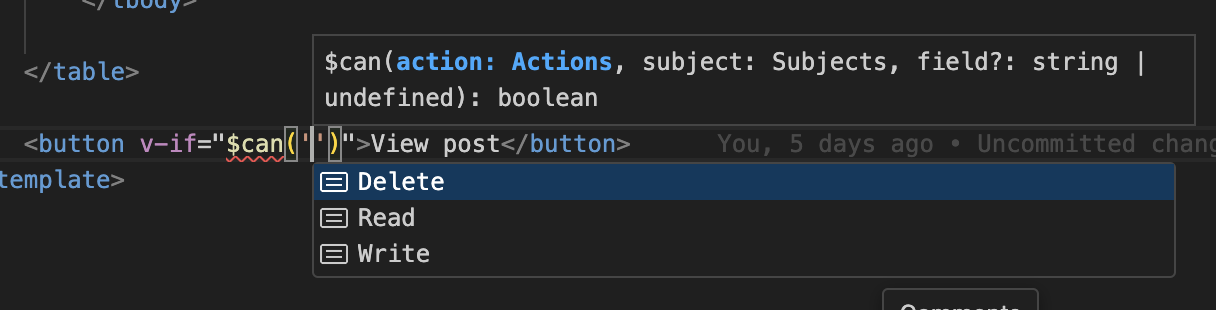 </tbody>
</table>
$can(action: Actions, subject: Subjects, field?: string |
undefined): boolean
<button v-if="$can('')">View post</button> You, 5 days ago • Uncommitted chang
template>
Delete
Read
Write
Comments